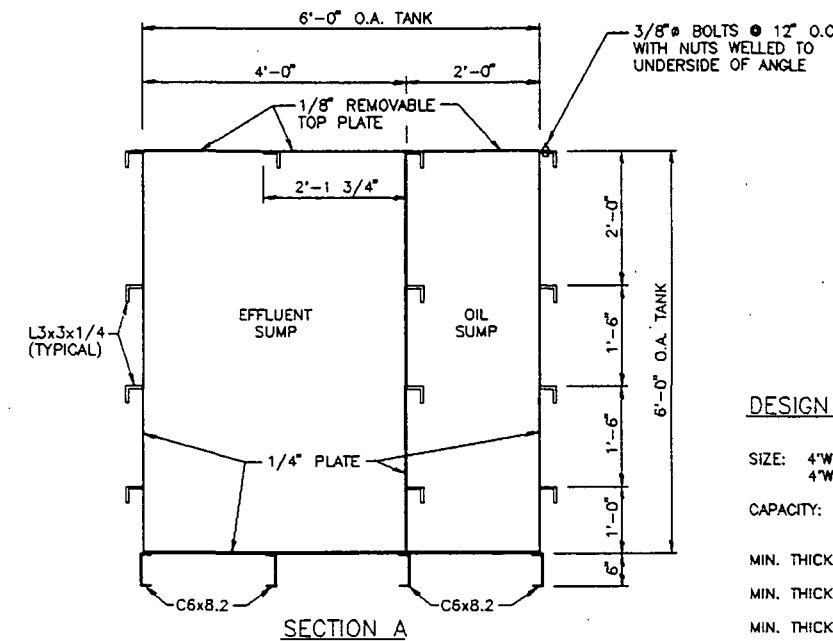 6'-0" O.A. TANK
3/8"ø BOLTS @ 12" O.C
WITH NUTS WELLED TO
UNDERSIDE OF ANGLE
4'-0"
2'-0"
1/8" REMOVABLE
TOP PLATE
2'-1 3/4"
2'-0"
EFFLUENT
SUMP
OIL
SUMP
L3x3x1/4
(TYPICAL)
1'-6"
6'-0" O.A. TANK
1'-6"
1/4" PLATE
1'-0"
6"
C6x8.2
C6x8.2
SECTION A
DESIGN
SIZE: 4'W
4'W
CAPACITY:
MIN. THICK
MIN. THICK
MIN. THICK